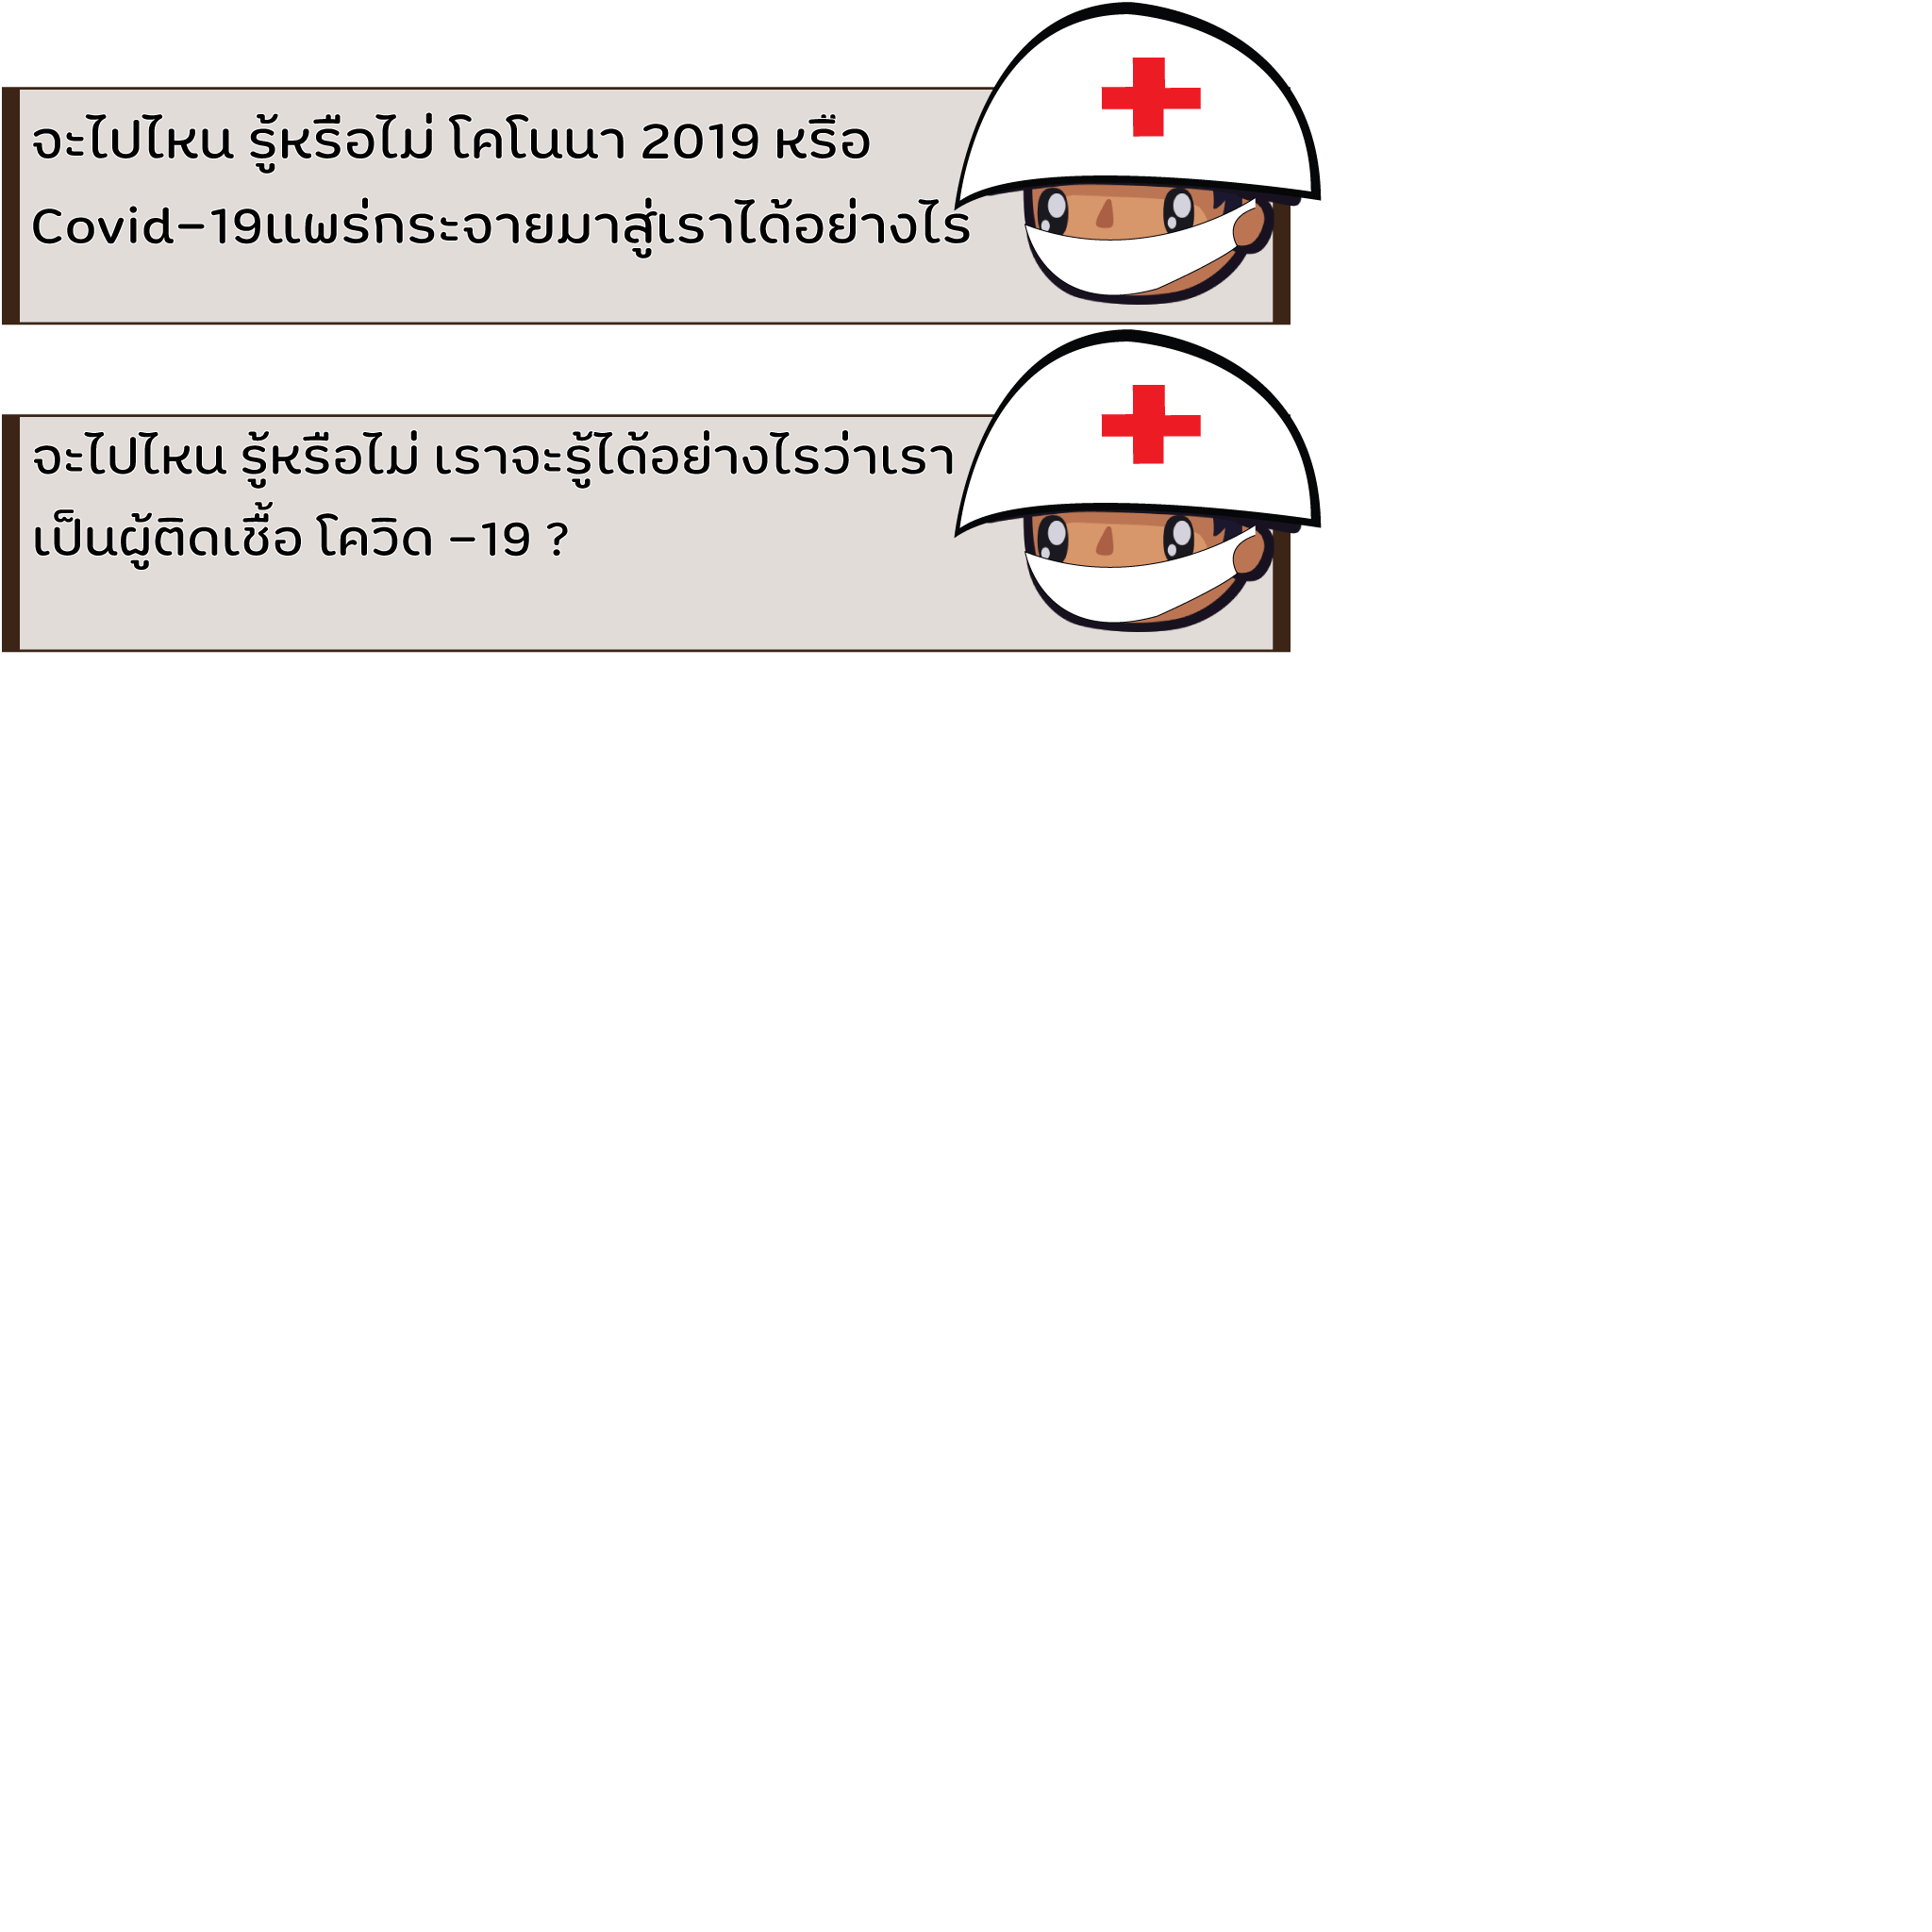 จะไปไหน รู้หรือไม่ โคโนนา 2019 หรือ
Covid-19แพร่กระจายมาสู่เราได้อย่างไร
จะไปไหน รู้หรือไม่ เราจะรู้ได้อย่างไรว่าเรา
เป็นผู้ติดเชื้อ โควิด -19 ?